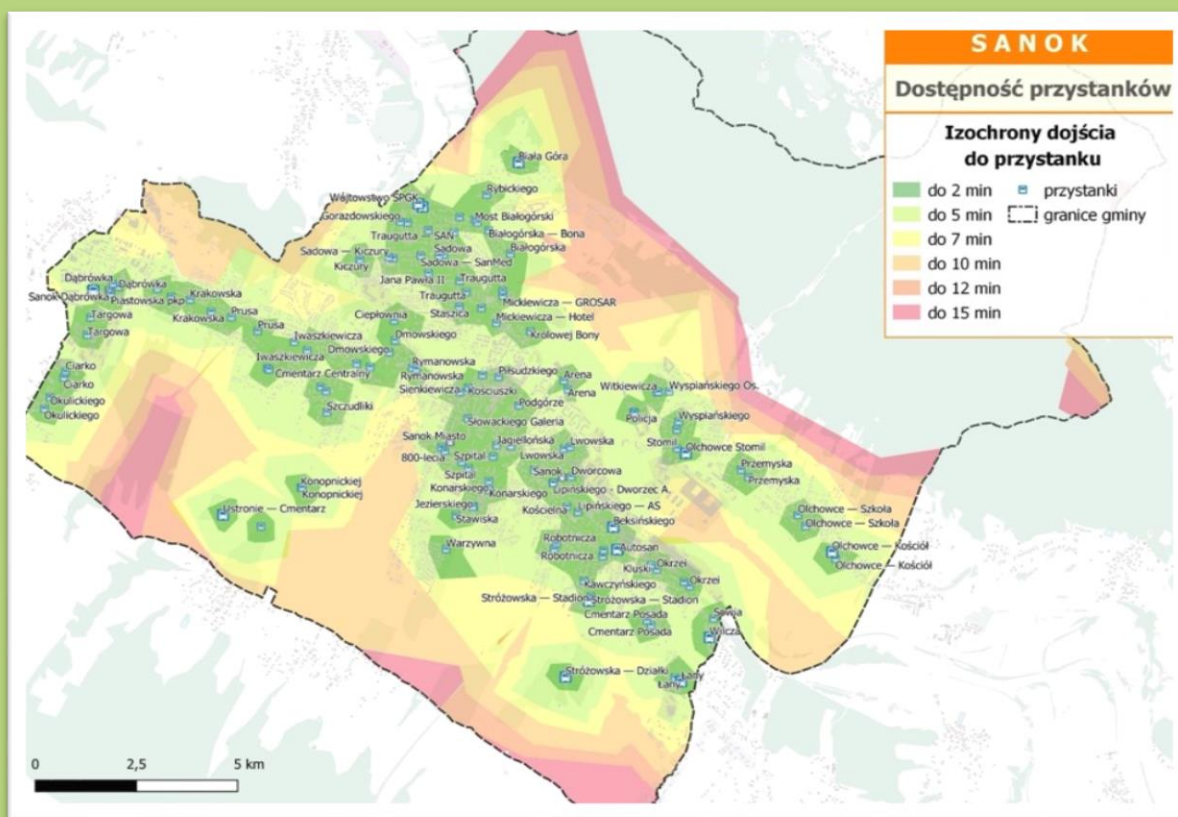 SANOK
Dostępność przystanków
Izochrony dojścia
do przystanku
do 2 min
przystanki
do 5 min
granice gminy
do 7 min
do 10 min
do 12 min
do 15 min
Biała Góra
Rybickiego
Wójtowstwo SPGK
Gorazdowskiego
Most Białogórski
Traugutta
SAN
Białogórska — Bona
Białogórska
Sadowa — Kiczury
Sadowa
Kiczury
Sadowa — SanMed
Jana Pawła II
Traugutta
Dąbrówka
Dąbrówka
Sanok-Dąbrówka
Piastowska pkp
Krakowska
Traugutta
Mickiewicza — GROSAR
Targowa
Krakowska
Prusa
Ciepłownia
Staszica
Mickiewicza — Hotel
Targowa
Prusa
Iwaszkiewicza
Dmowskiego
Królowej Bony
Iwaszkiewicza
Dmowskiego
Ciarko
Cmentarz Centralny
Rymanowska
Rymanowska
Piłsudzkiego
Arena
Ciarko
Sienkiewicza
Kościuszki
Arena
Witkiewicza
Wyspiańskiego Os.
Okulickiego
Szczudliki
Podgórze
Okulickiego
Słowackiego Galeria
Policja
Wyspiańskiego
Sanok Miasto
Jagiellońska
Lwowska
Stomil
Olchowce Stomil
800-lecia
Szpital
Lwowska
Przemyska
Szpital
Sanok
Dworcowa
Przemyska
Konopnickiej
Konarskiego
Konarskiego
Lipińskiego - Dworzec A.
Konopnickiej
Jezierskiego
Kościelna
Lipińskiego — AS
Ustronie — Cmentarz
Stawiska
Beksińskiego
Olchowce — Szkoła
Olchowce — Szkoła
Warzywna
Robotnicza
Autosan
Olchowce — Kościół
Robotnicza
Kluski
Okrzei
Olchowce — Kościół
Kawczyńskiego
Okrzei
Stróżowska — Stadion
Stróżowska — Stadion
Cmentarz Posada
Cmentarz Posada
Wilcza
Stróżowska — Działki
Łany
Łany
0
2,5
5 km